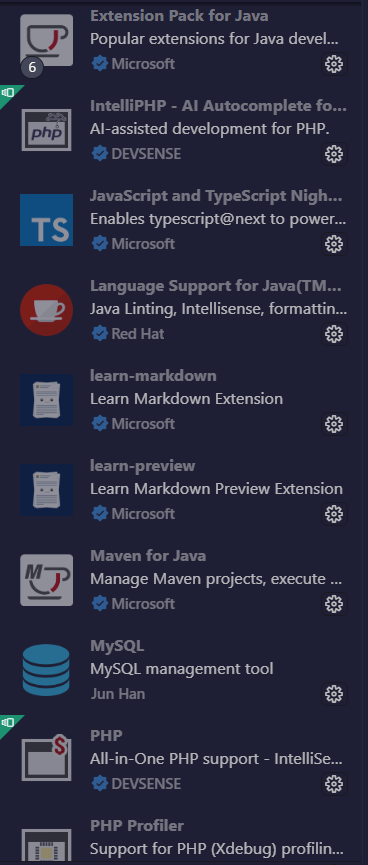 Extension Pack for Java
Popular extensions for Java devel...
6
Microsoft
IntelliPHP - AI Autocomplete fo...
php
AI-assisted development for PHP.
DEVSENSE
JavaScript and TypeScript Nigh...
TS
Enables typescript@next to power...
Microsoft
Language Support for Java(TM...
Java Linting, Intellisense, formattin...
Red Hat
learn-markdown
Learn Markdown Extension
Microsoft
learn-preview
Learn Markdown Preview Extension
Microsoft
Maven for Java
M
Manage Maven projects, execute ...
Microsoft
MySQL
MySQL management tool
Jun Han
PHP
$
All-in-One PHP support - IntelliSe...
DEVSENSE
PHP Profiler
Support for PHP (Xdebug) profilin...